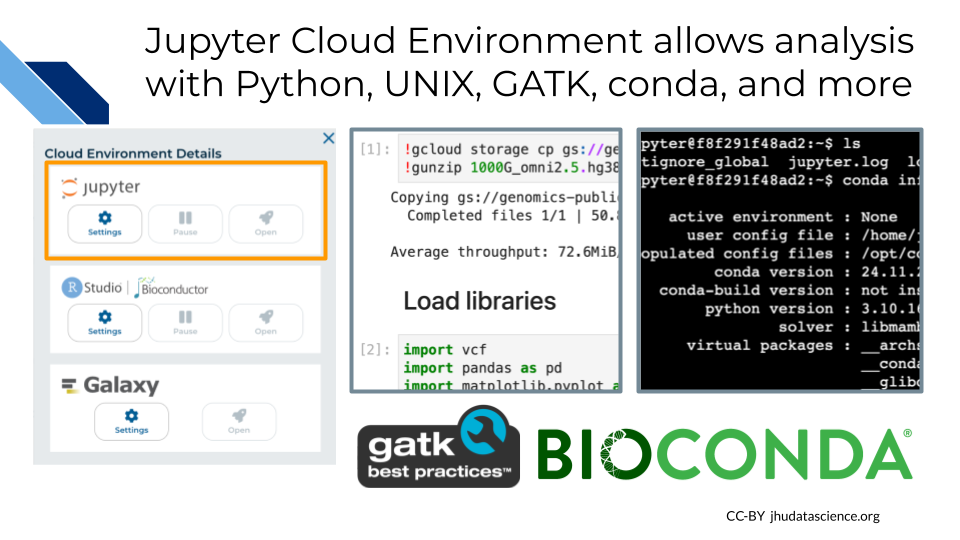 Jupyter Cloud Environment allows analysis
with Python, UNIX, GATK, conda, and more
Cloud Environment Details
jupyter
Settings
Pause
Open
R Studio | Bioconductor
Settings
Pause
Open
Galaxy
Settings
Open
[1]: !gcloud storage cp gs://ge
!gunzip 1000G_omni2.5.hg38
Copying gs://genomics-publi
Completed files 1/1 | 50.
Average throughput: 72.6MiB
Load libraries
[2]: import vcf
import pandas as pd
import matplotlib.pyplot a
pyter@f8f291f48ad2:~$ ls
tignore_global jupyter.log
pyter@f8f291f48ad2:~$ conda in
active environment : None
user config file : /home/
opulated config files : /opt/co
conda version : 24.11.
conda-build version : not ins
python version : 3.10.1
solver : libmam
virtual packages : __arch
__conda
__glib
gatk
best practices™
BIOCONDA®
CC-BY jhudatascience.org